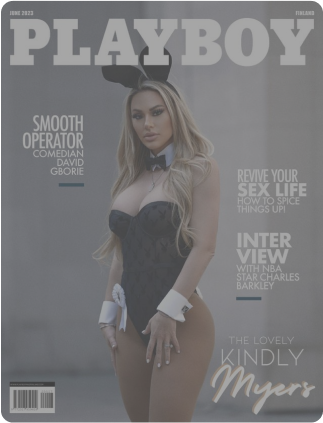 JUNE 2023
FINLAND
PLAYBOY
SMOOTH
OPERATOR
COMEDIAN
DAVID
GBORIE
REVIVE YOUR
SEX LIFE
HOW TO SPICE
THINGS UP!
INTER
VIEW
WITH NBA
STAR CHARLES
BARKLEY
THE LOVELY
KINDLY
Myers